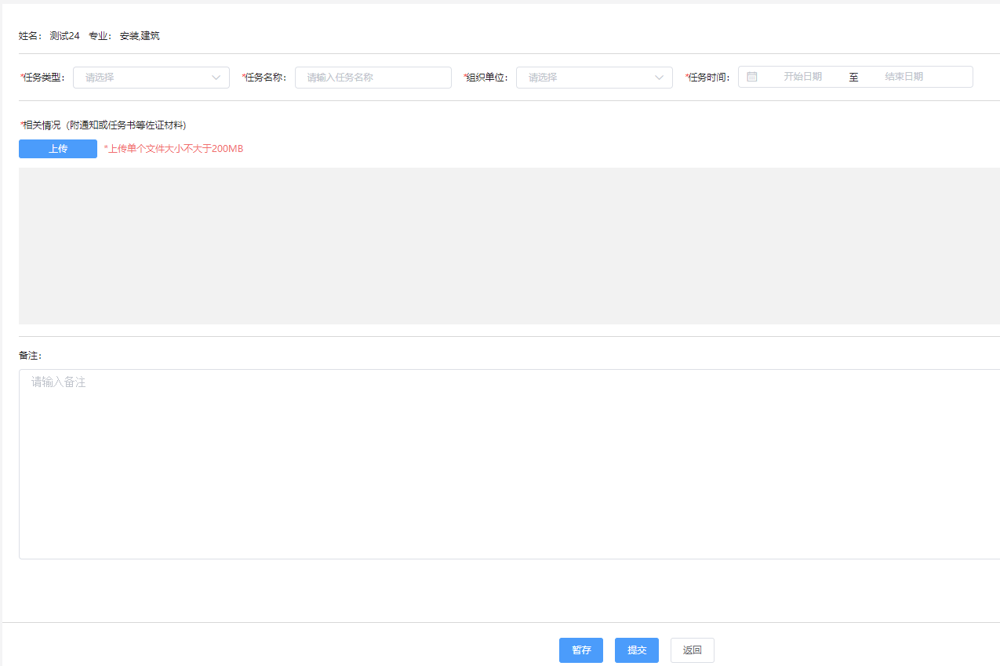 姓名： 测试24 专业： 安装,建筑
*任务类型： 请选择 *任务名称： 请输入任务名称 *组织单位： 请选择 *任务时间： 开始日期 至 结束日期
*相关情况（附通知或任务书等佐证材料）
上传 *上传单个文件大小不大于200MB
备注：
请输入备注
暂存 提交 返回